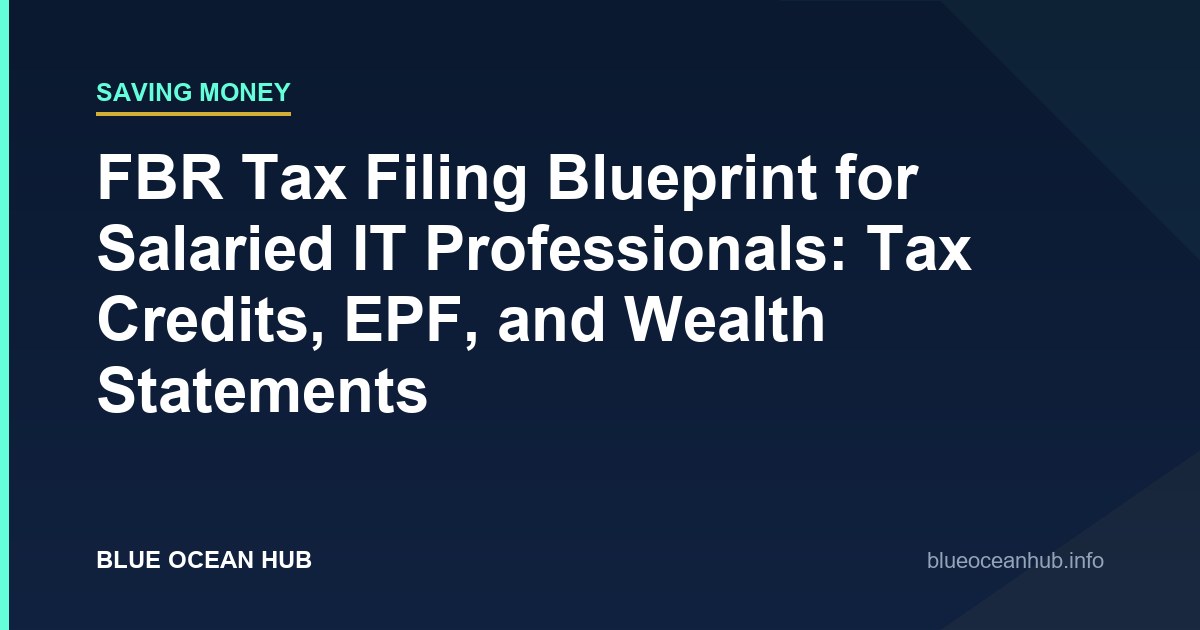 SAVING MONEY
FBR Tax Filing Blueprint for
Salaried IT Professionals: Tax
Credits, EPF, and Wealth
Statements
BLUE OCEAN HUB
blueoceanhub.info